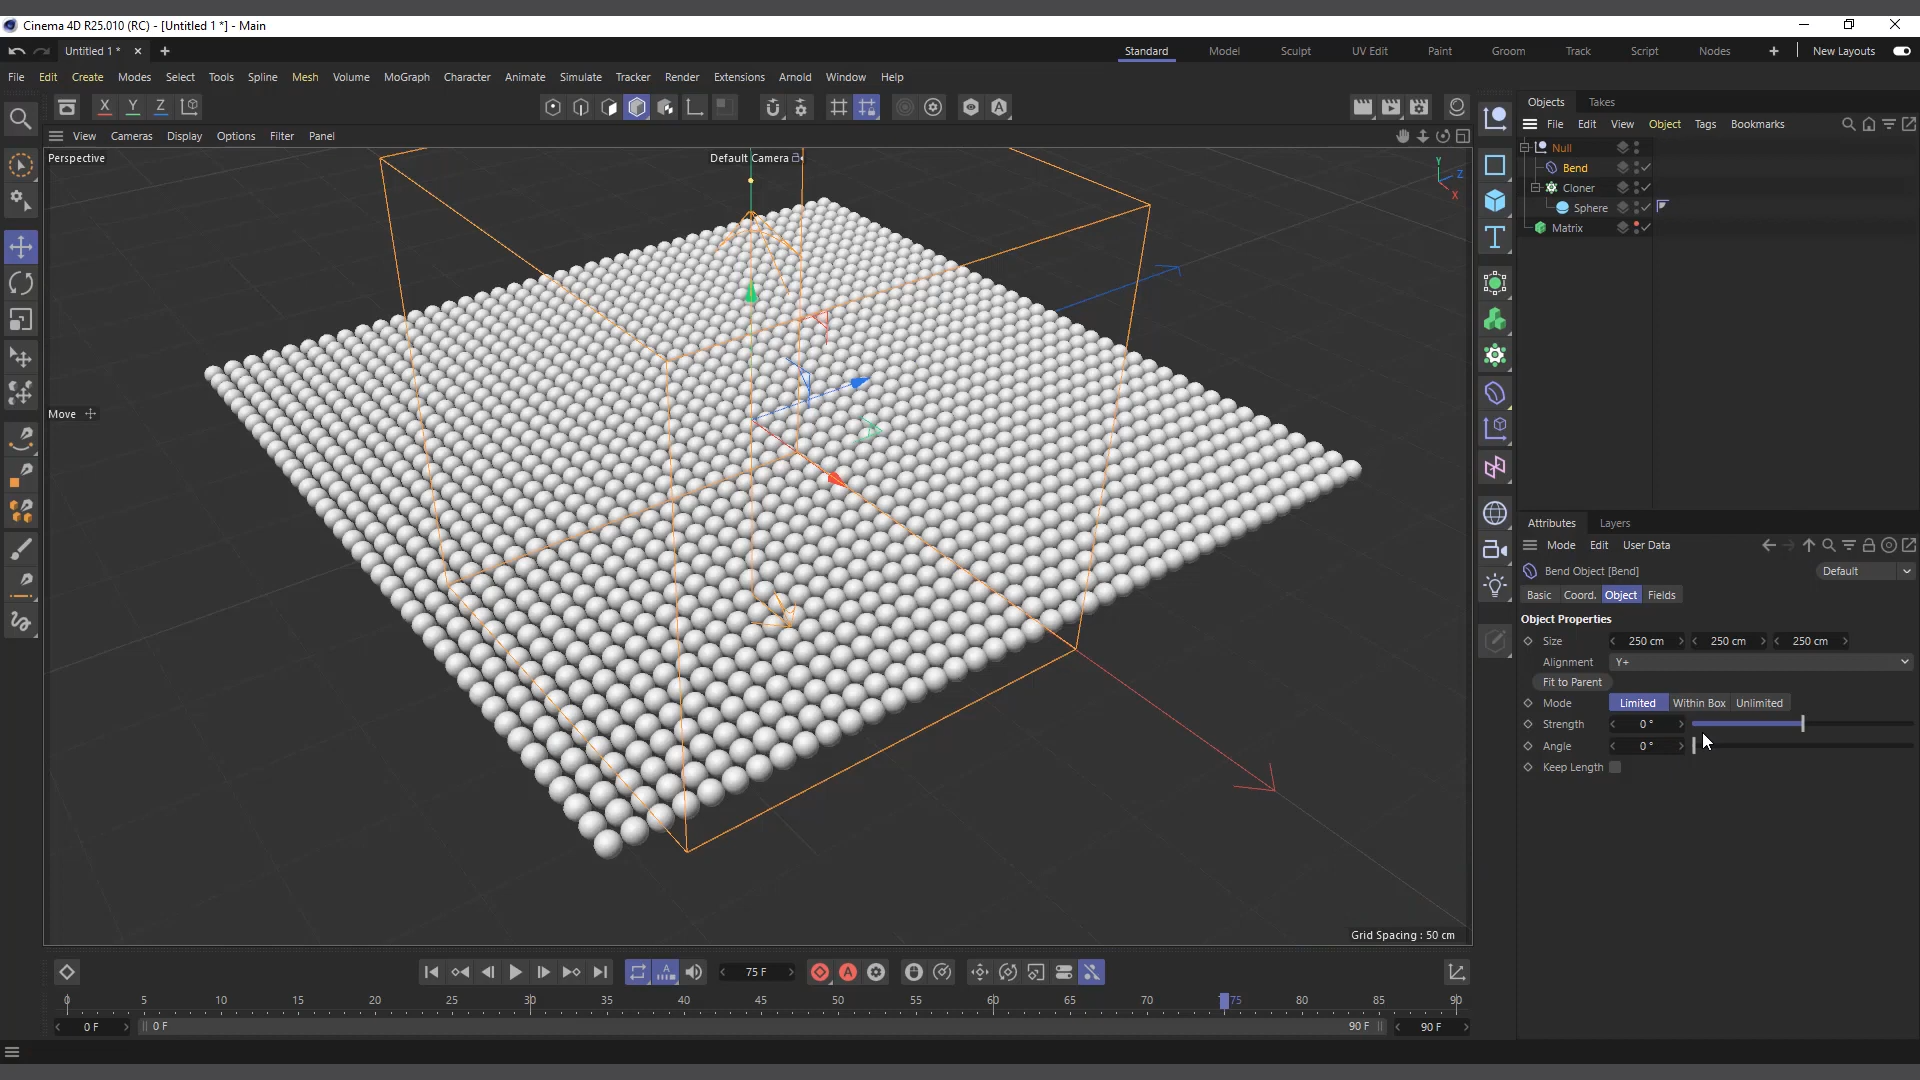 Cinema 4D R25.010 (RC) - [Untitled 1 *] - Main
Untitled 1 *
Standard Model Sculpt UV Edit Paint Groom Track Script Nodes New Layouts
File Edit Create Modes Select Tools Spline Mesh Volume MoGraph Character Animate Simulate Tracker Render Extensions Arnold Window Help
X Y Z
View Cameras Display Options Filter Panel
Perspective
Default Camera
Y
Z
X
Move
Grid Spacing : 50 cm
Objects Takes
File Edit View Object Tags Bookmarks
Null
Bend
Cloner
Sphere
Matrix
Attributes Layers
Mode Edit User Data
Bend Object [Bend]
Default
Basic Coord. Object Fields
Object Properties
Size 250 cm 250 cm 250 cm
Alignment Y+
Fit to Parent
Mode Limited Within Box Unlimited
Strength 0 °
Angle 0 °
Keep Length
75 F
0 5 10 15 20 25 30 35 40 45 50 55 60 65 70 75 80 85 90
0 F 0 F 90 F 90 F